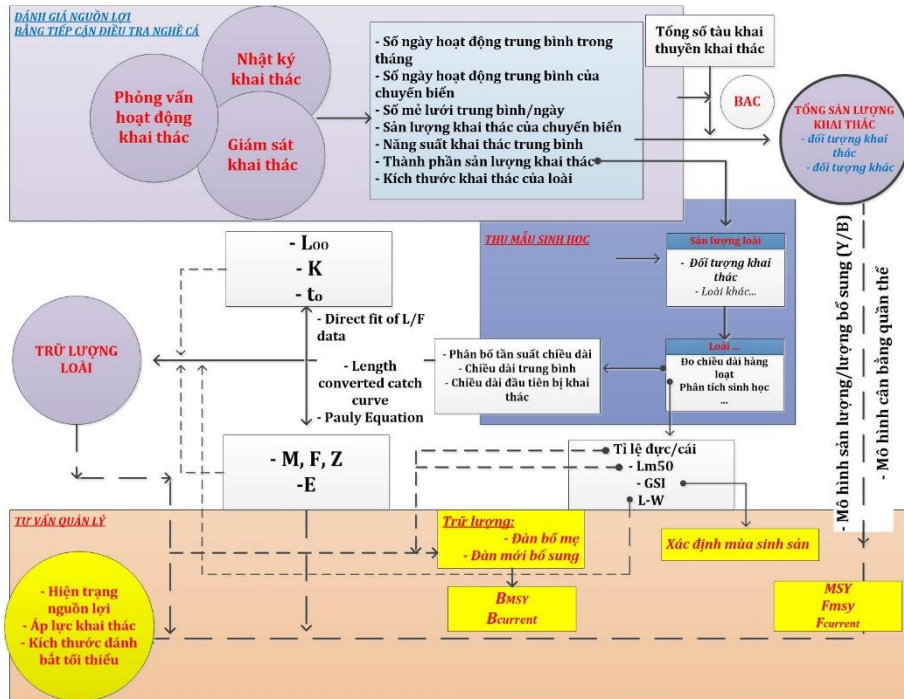 ĐÁNH GIÁ NGUỒN LỢI
BẰNG TIẾP CẬN ĐIỀU TRA NGHỀ CÁ
Nhật ký
khai thác
Phỏng vấn
hoạt động
khai thác
Giám sát
khai thác
- Số ngày hoạt động trung bình trong
tháng
- Số ngày hoạt động trung bình của
chuyến biển
- Số mẻ lưới trung bình/ngày
- Sản lượng khai thác của chuyến biển
- Năng suất khai thác trung bình
- Thành phần sản lượng khai thác
- Kích thước khai thác của loài
Tổng số tàu khai
thuyền khai thác
BAC
TỔNG SẢN LƯỢNG
KHAI THÁC
- đối tượng khai
thác
- đối tượng khác
THU MẪU SINH HỌC
Sản lượng loài
- Đối tượng khai
thác
- Loài khác...
Loài ...
Đo chiều dài hàng
loạt
Phân tích sinh học
...
- Phân bố tần suất chiều dài
- Chiều dài trung bình
- Chiều dài đầu tiên bị khai
thác
- LOO
- K
- to
- Direct fit of L/F
data
- Length
converted catch
curve
- Pauly Equation
TRỮ LƯỢNG
LOÀI
- M, F, Z
-E
Tỉ lệ đực/cái
- Lm50
- GSI
L-W
- Mô hình sản lượng/lượng bổ sung (Y/B)
- Mô hình cân bằng quần thể
TƯ VẤN QUẢN LÝ
Trữ lượng:
- Đàn bố mẹ
- Đàn mới bổ sung
Xác định mùa sinh sản
- Hiện trạng
nguồn lợi
- Áp lực khai thác
- Kích thước đánh
bắt tối thiểu
BMSY
Bcurrent
MSY
Fmsy
Fcurrent